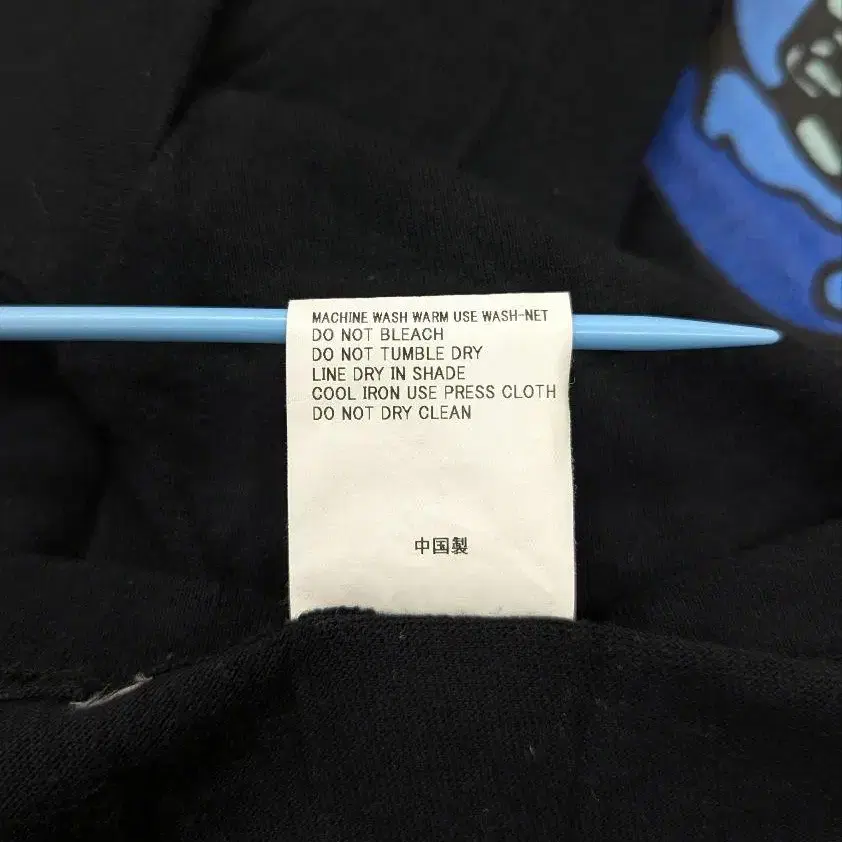 MACHINE WASH WARM USE WASH-NET
DO NOT BLEACH
DO NOT TUMBLE DRY
LINE DRY IN SHADE
COOL IRON USE PRESS CLOTH
DO NOT DRY CLEAN
中国製